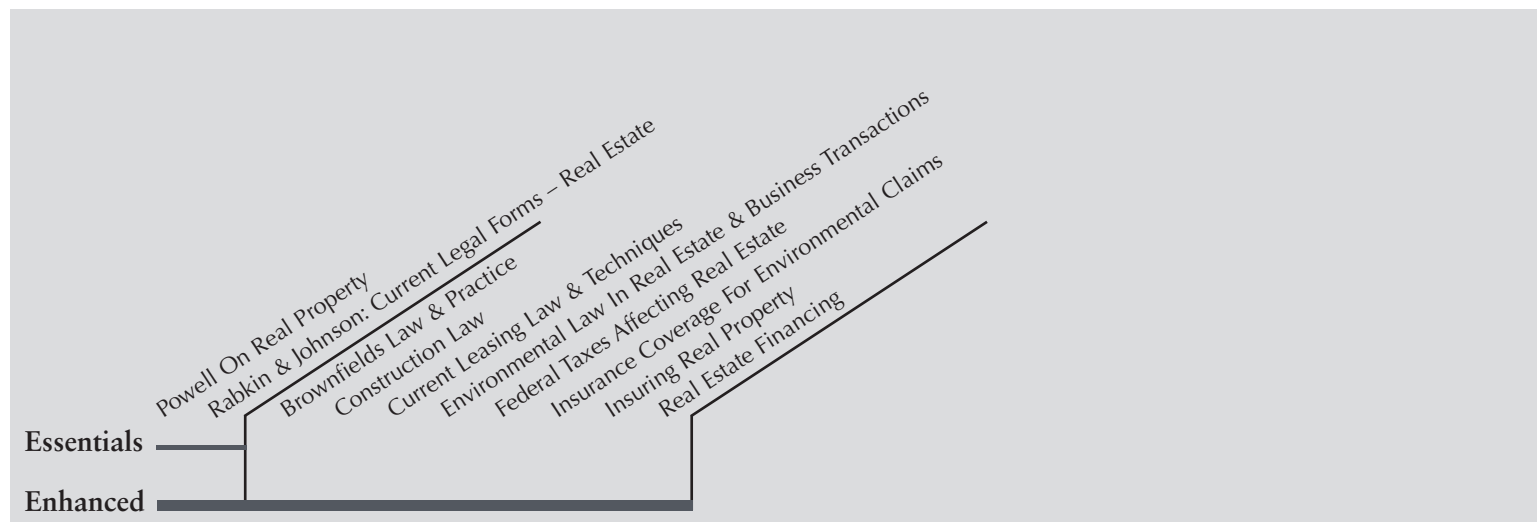 Powell On Real Property
Rabkin & Johnson: Current Legal Forms – Real Estate
Brownfields Law & Practice
Construction Law
Current Leasing Law & Techniques
Environmental Law In Real Estate & Business Transactions
Federal Taxes Affecting Real Estate
Insurance Coverage For Environmental Claims
Insuring Real Property
Real Estate Financing
Essentials
Enhanced